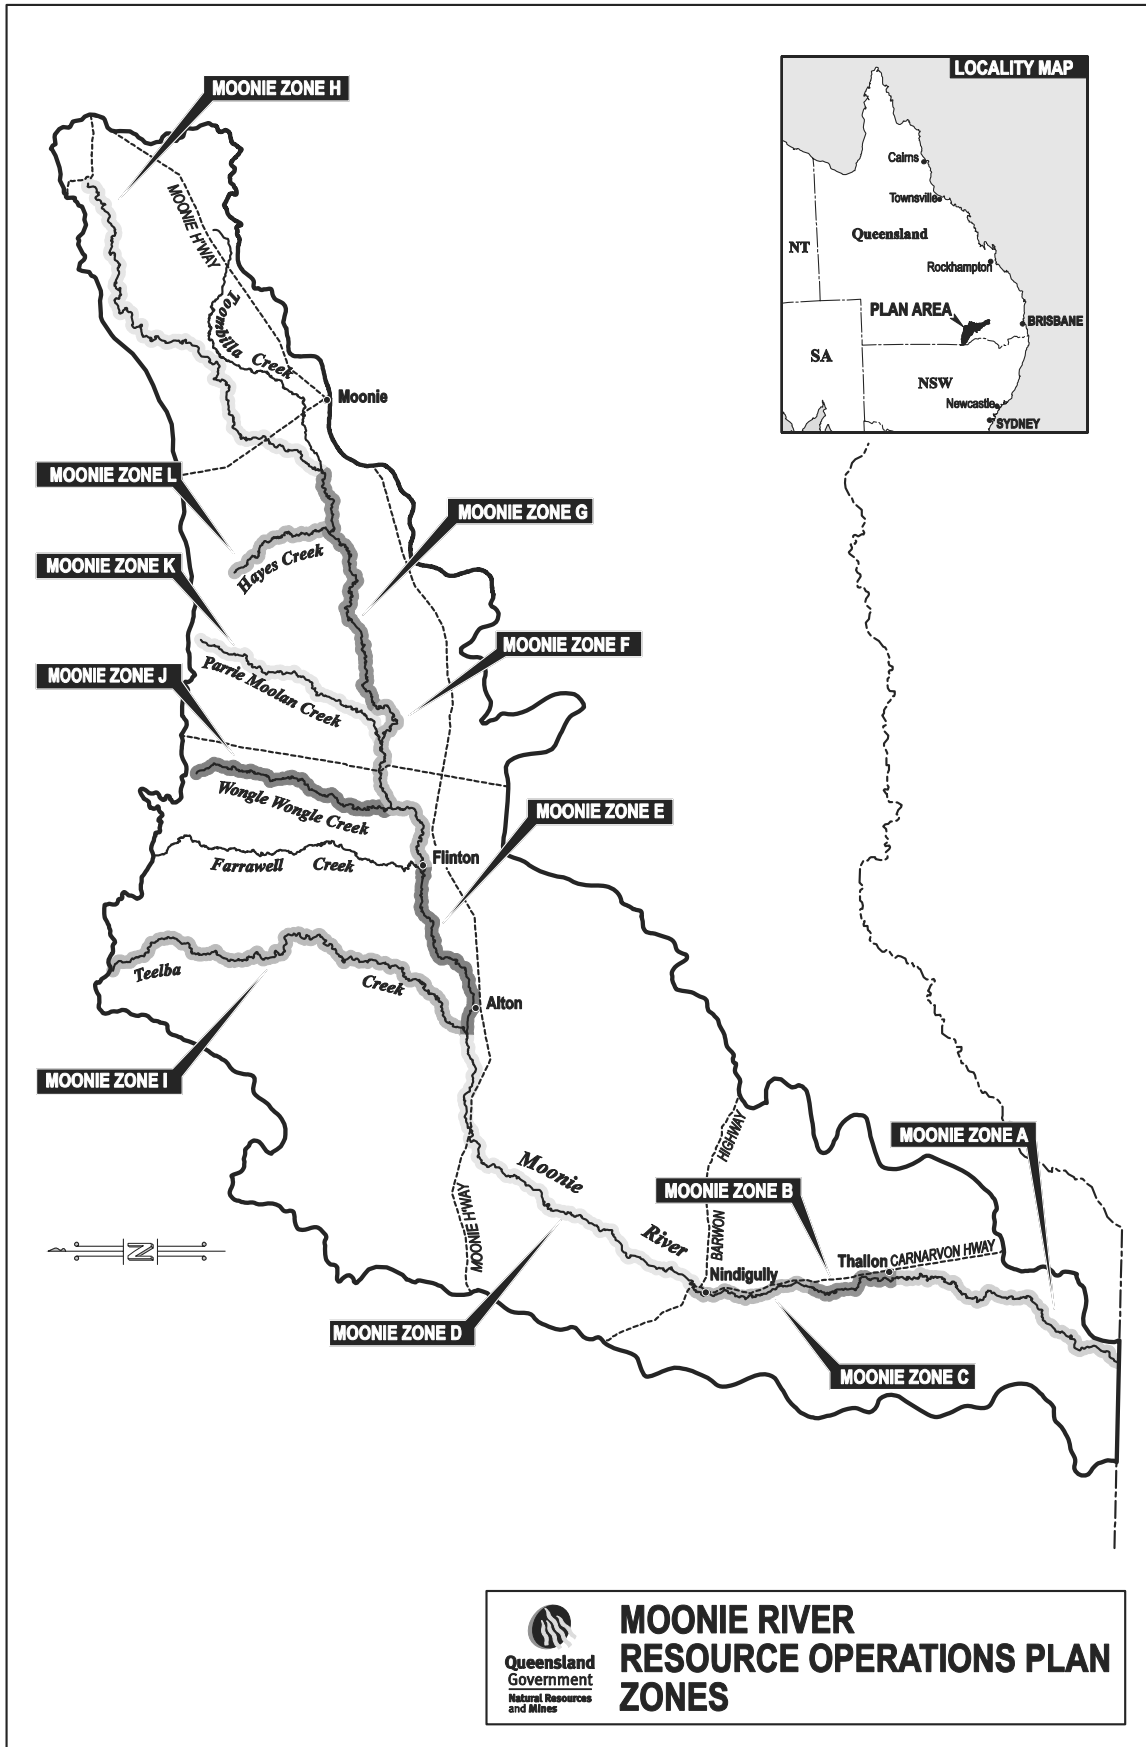 LOCALITY MAP
Cairns
Townsville
Queensland
NT
Rockhampton
PLAN AREA
BRISBANE
SA
NSW
Newcastle
SYDNEY
MOONIE ZONE H
MOONIE H'WAY
Toombilla Creek
Moonie
MOONIE ZONE L
MOONIE ZONE G
Hayes Creek
MOONIE ZONE K
MOONIE ZONE F
Parrie Moolan Creek
MOONIE ZONE J
Wongle Wongle Creek
MOONIE ZONE E
Flinton
Farrawell Creek
Teelba Creek
Alton
MOONIE ZONE I
MOONIE ZONE A
HIGHWAY
Moonie River
MOONIE ZONE B
MOONIE H'WAY
BARWON
N
Thallon
CARNARVON HWAY
Nindigully
MOONIE ZONE D
MOONIE ZONE C
Queensland
Government
Natural Resources
and Mines
MOONIE RIVER
RESOURCE OPERATIONS PLAN
ZONES